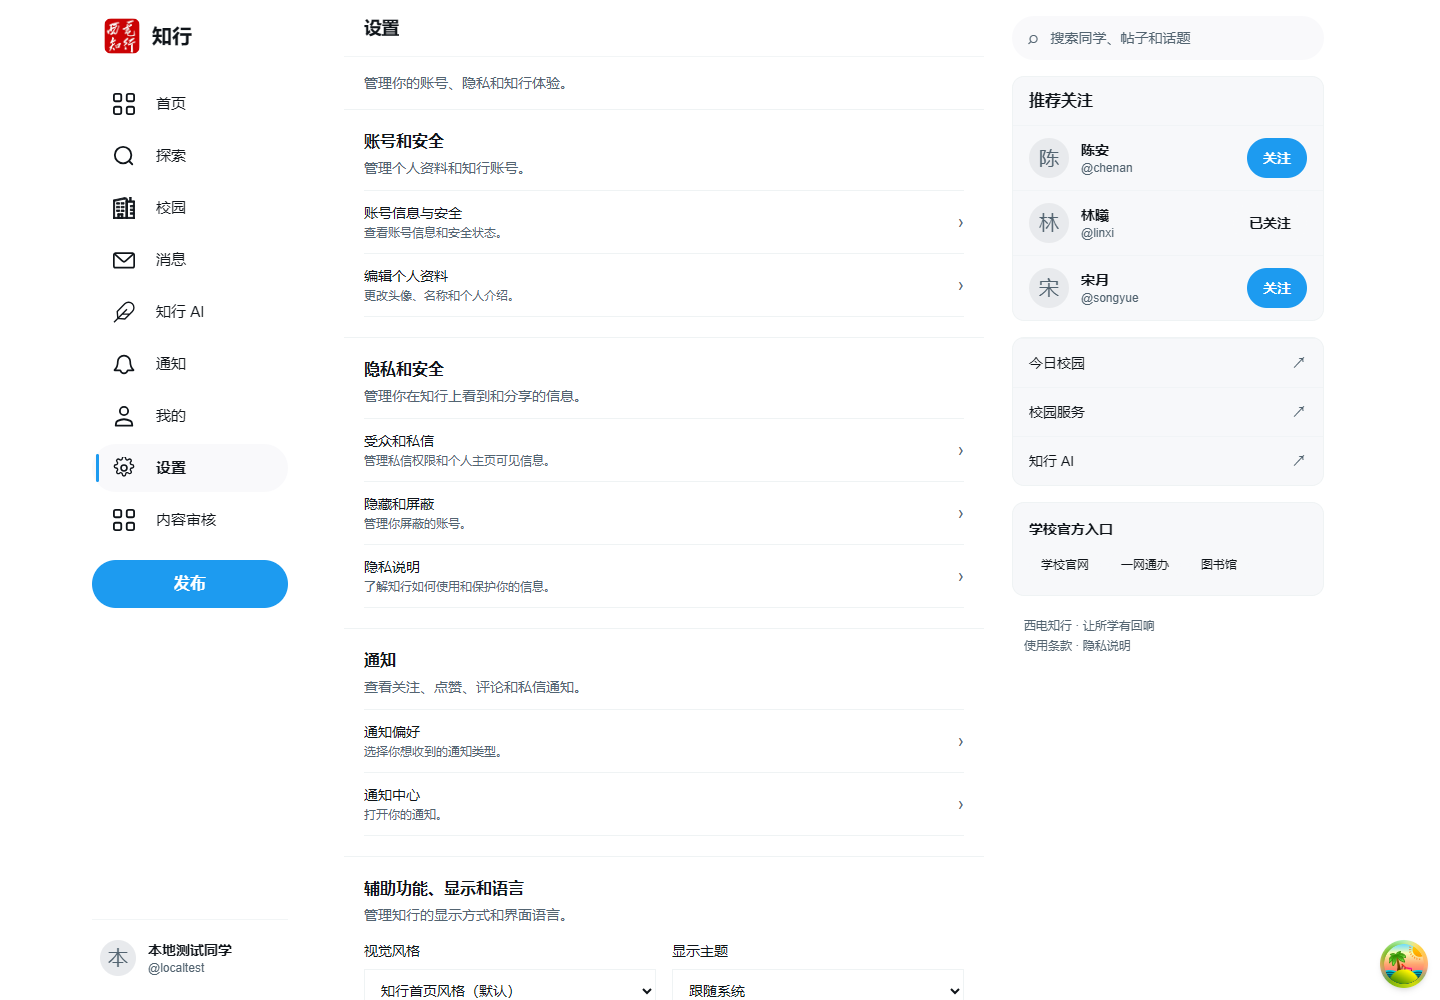 西电知行
知行
首页
探索
校园
消息
知行 AI
通知
我的
设置
内容审核
发布
本
本地测试同学
@localtest
设置
管理你的账号、隐私和知行体验。
账号和安全
管理个人资料和知行账号。
账号信息与安全
查看账号信息和安全状态。
编辑个人资料
更改头像、名称和个人介绍。
隐私和安全
管理你在知行上看到和分享的信息。
受众和私信
管理私信权限和个人主页可见信息。
隐藏和屏蔽
管理你屏蔽的账号。
隐私说明
了解知行如何使用和保护你的信息。
通知
查看关注、点赞、评论和私信通知。
通知偏好
选择你想收到的通知类型。
通知中心
打开你的通知。
辅助功能、显示和语言
管理知行的显示方式和界面语言。
视觉风格
知行首页风格（默认）
显示主题
跟随系统
搜索同学、帖子和话题
推荐关注
陈
陈安
@chenan
关注
林
林曦
@linxi
已关注
宋
宋月
@songyue
关注
今日校园
校园服务
知行 AI
学校官方入口
学校官网 一网通办 图书馆
西电知行 · 让所学有回响
使用条款 · 隐私说明